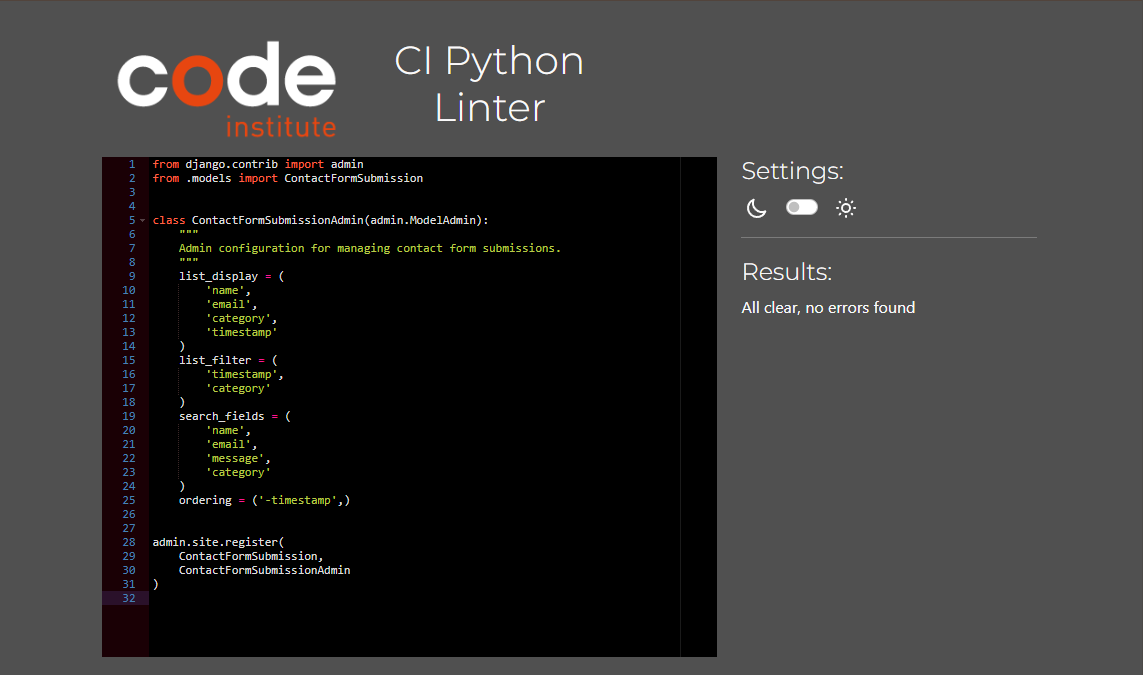 code
institute
CI Python
Linter
1 from django.contrib import admin
2 from .models import ContactFormSubmission
3
4
5 class ContactFormSubmissionAdmin(admin.ModelAdmin):
6     """
7     Admin configuration for managing contact form submissions.
8     """
9     list_display = (
10         'name',
11         'email',
12         'category',
13         'timestamp'
14     )
15     list_filter = (
16         'timestamp',
17         'category'
18     )
19     search_fields = (
20         'name',
21         'email',
22         'message',
23         'category'
24     )
25     ordering = ('-timestamp',)
26
27
28 admin.site.register(
29     ContactFormSubmission,
30     ContactFormSubmissionAdmin
31 )
32
Settings:
Results:
All clear, no errors found